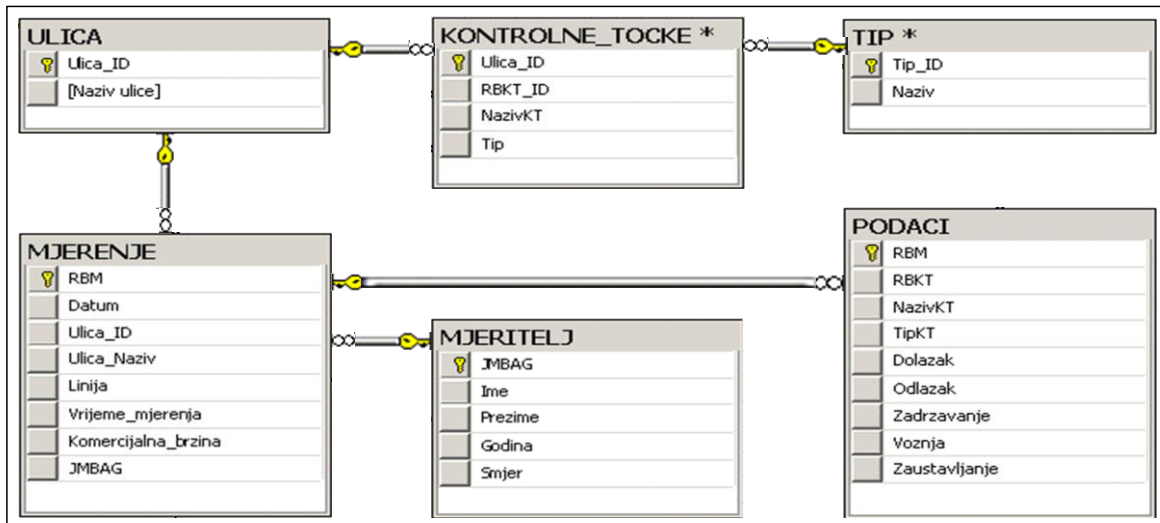 ULICA
Ulica_ID
[Naziv ulice]
KONTROLNE_TOCKE *
Ulica_ID
RBKT_ID
NazivKT
Tip
TIP *
Tip_ID
Naziv
MJERENJE
RBM
Datum
Ulica_ID
Ulica_Naziv
Linija
Vrijeme_mjerenja
Komercijalna_brzina
JMBAG
MJERITELJ
JMBAG
Ime
Prezime
Godina
Smjer
PODACI
RBM
RBKT
NazivKT
TipKT
Dolazak
Odlazak
Zadrzavanje
Voznja
Zaustavljanje